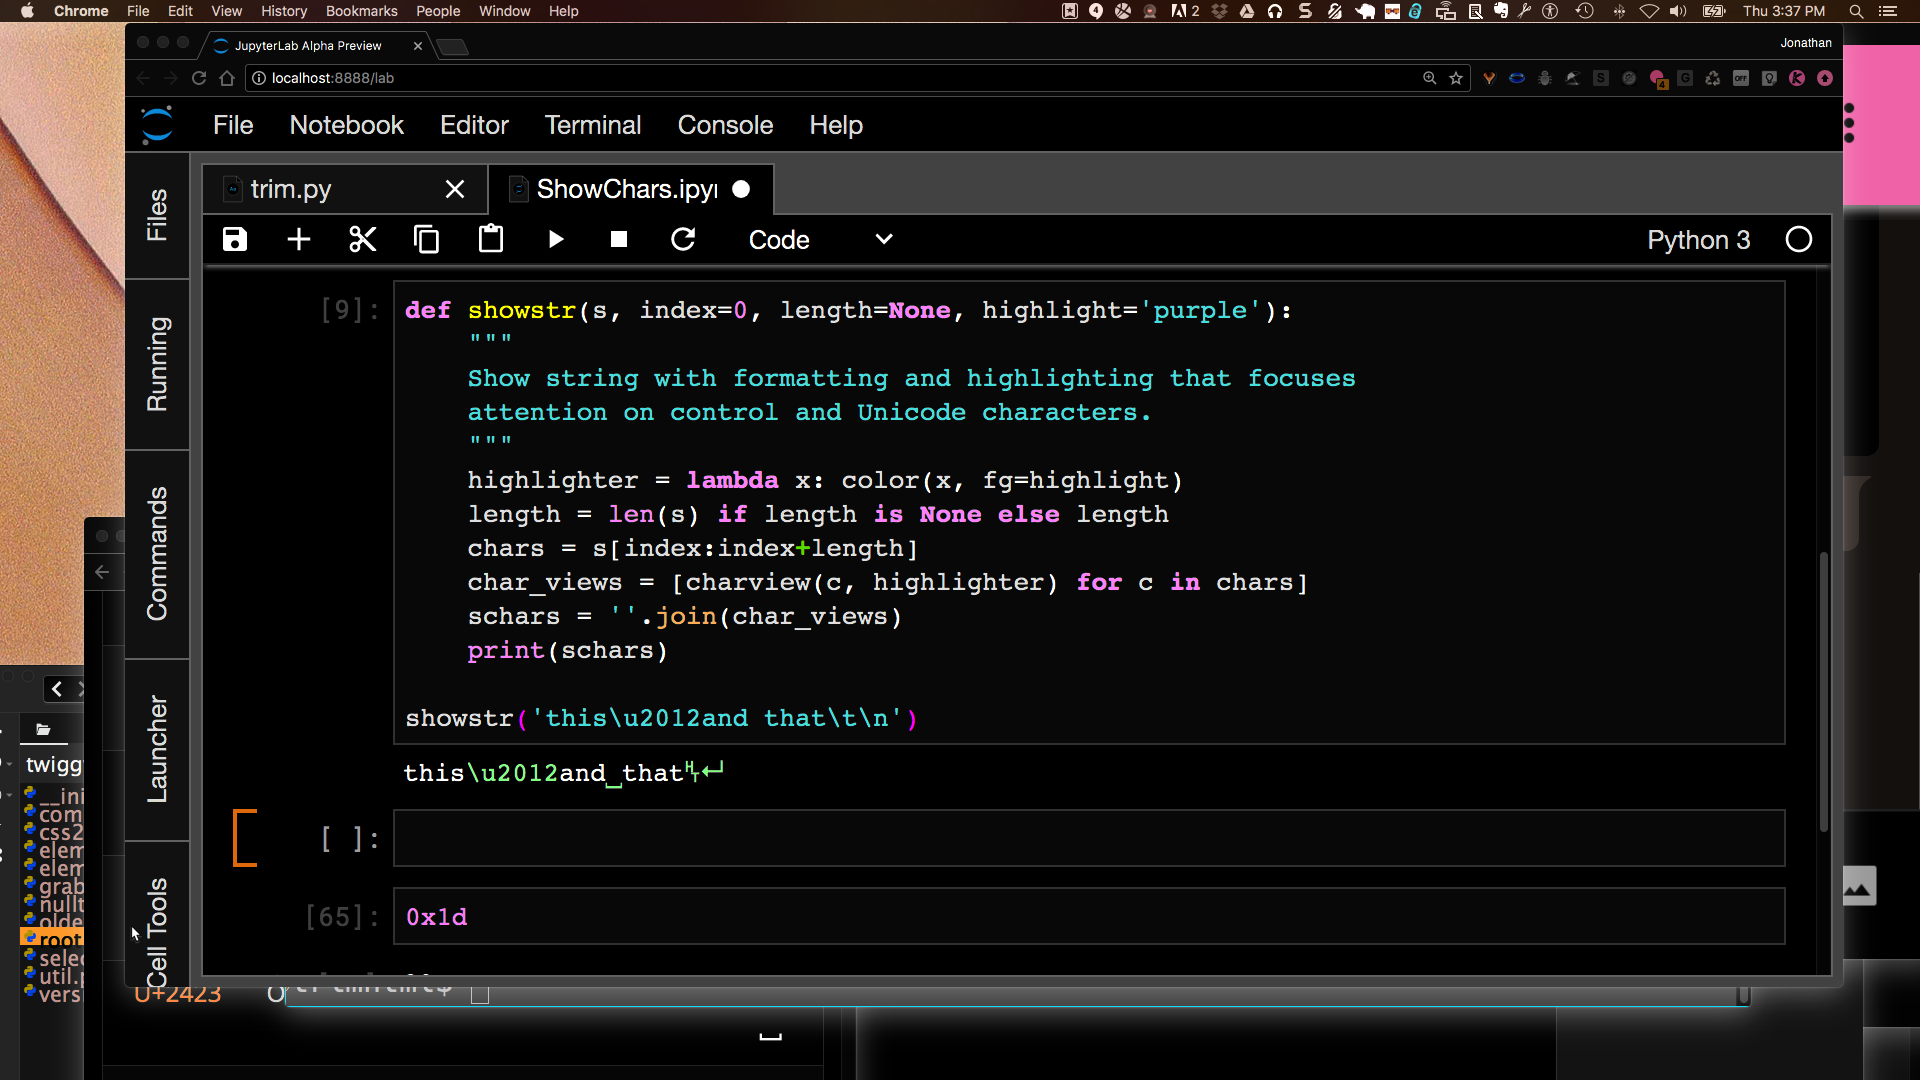 Chrome File Edit View History Bookmarks People Window Help
2
Thu 3:37 PM
JupyterLab Alpha Preview
Jonathan
localhost:8888/lab
File Notebook Editor Terminal Console Help
Files
Running
Commands
Launcher
Cell Tools
trim.py
ShowChars.ipy
Code
Python 3
[9]:
def showstr(s, index=0, length=None, highlight='purple'):
"""
Show string with formatting and highlighting that focuses
attention on control and Unicode characters.
"""
highlighter = lambda x: color(x, fg=highlight)
length = len(s) if length is None else length
chars = s[index:index+length]
char_views = [charview(c, highlighter) for c in chars]
schars = ''.join(char_views)
print(schars)
showstr('this\u2012and that\t\n')
this\u2012and␣that␉↵
[ ]:
[65]:
0x1d
twigg
__ini
com
css2
elem
elem
grab
nullt
olde
root
selec
util.p
versi
U+2423